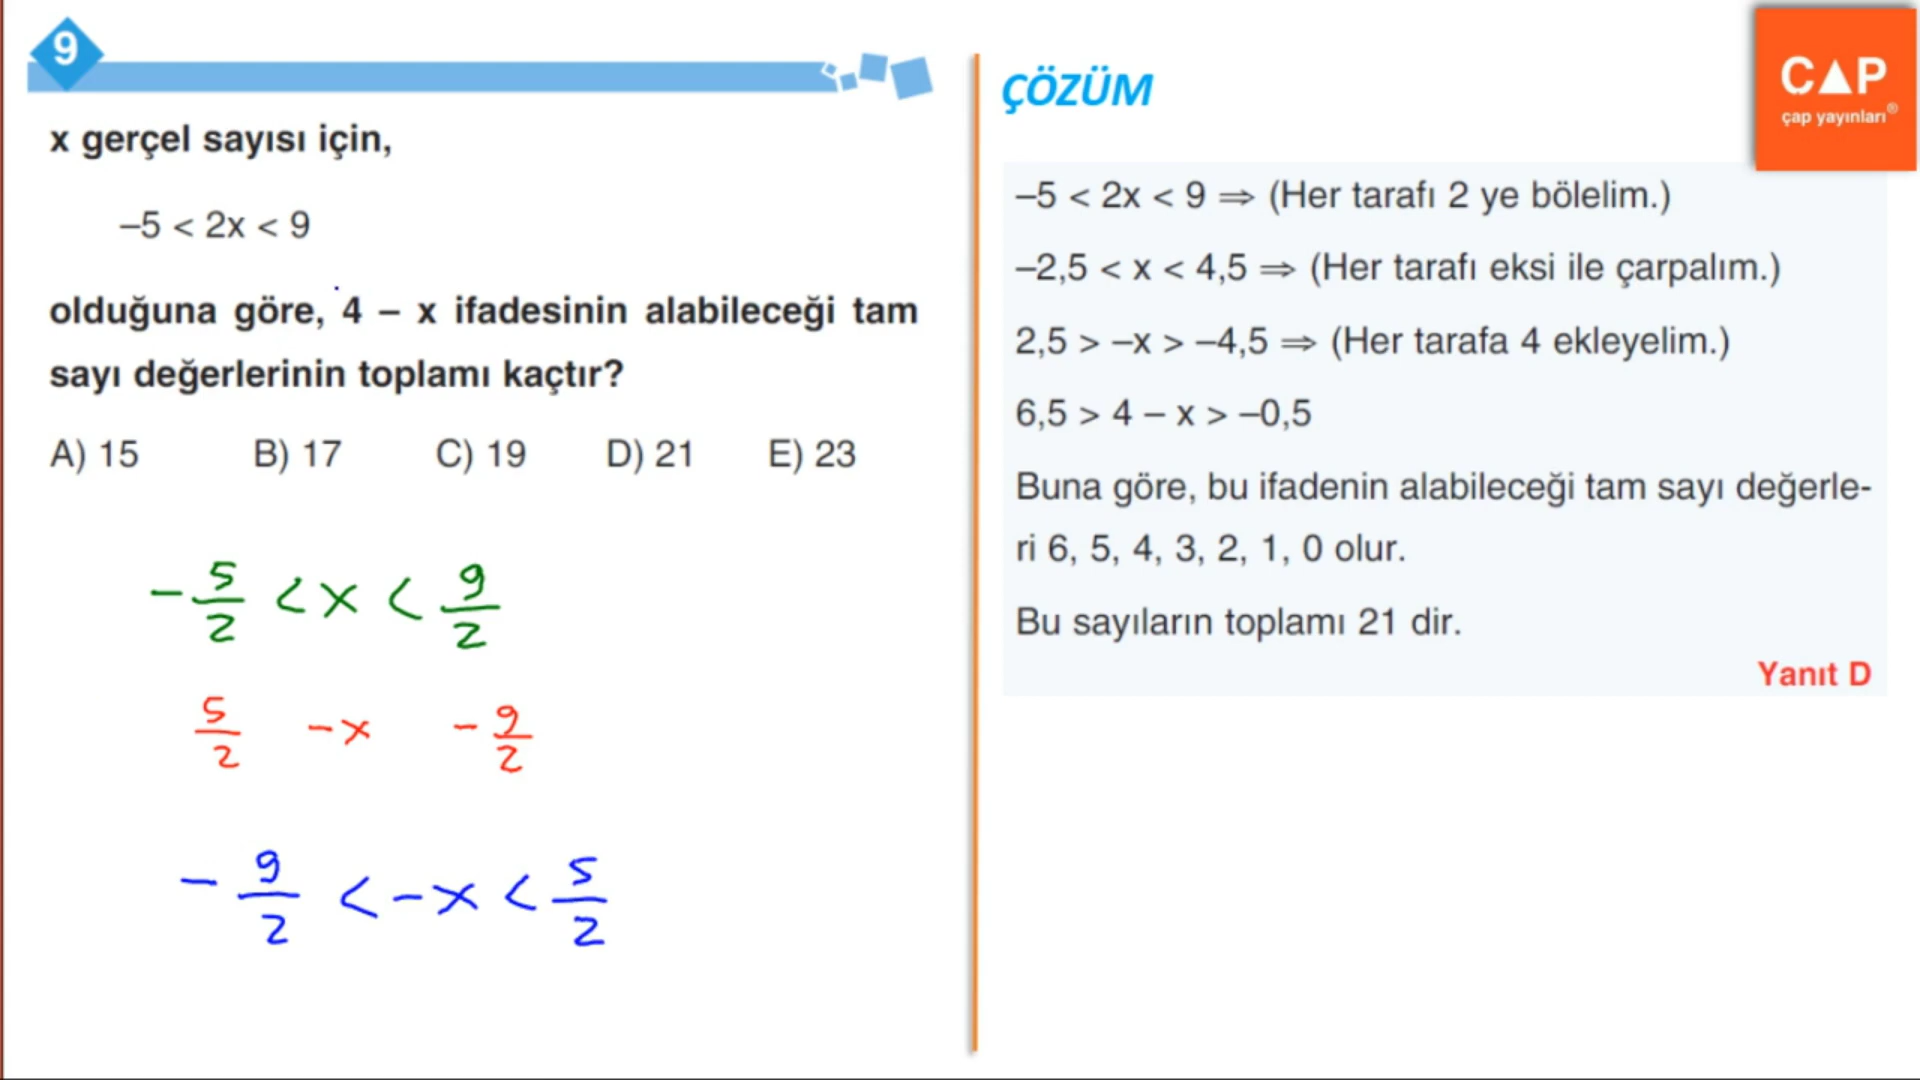 9
x gerçel sayısı için,
–5 < 2x < 9
olduğuna göre, 4 – x ifadesinin alabileceği tam
sayı değerlerinin toplamı kaçtır?
A) 15 B) 17 C) 19 D) 21 E) 23
-5/2 < x < 9/2
5/2 -x -9/2
-9/2 < -x < 5/2
ÇÖZÜM
–5 < 2x < 9 ⇒ (Her tarafı 2 ye bölelim.)
–2,5 < x < 4,5 ⇒ (Her tarafı eksi ile çarpalım.)
2,5 > –x > –4,5 ⇒ (Her tarafa 4 ekleyelim.)
6,5 > 4 – x > –0,5
Buna göre, bu ifadenin alabileceği tam sayı değerle-
ri 6, 5, 4, 3, 2, 1, 0 olur.
Bu sayıların toplamı 21 dir.
Yanıt D
ÇAP
çap yayınları®